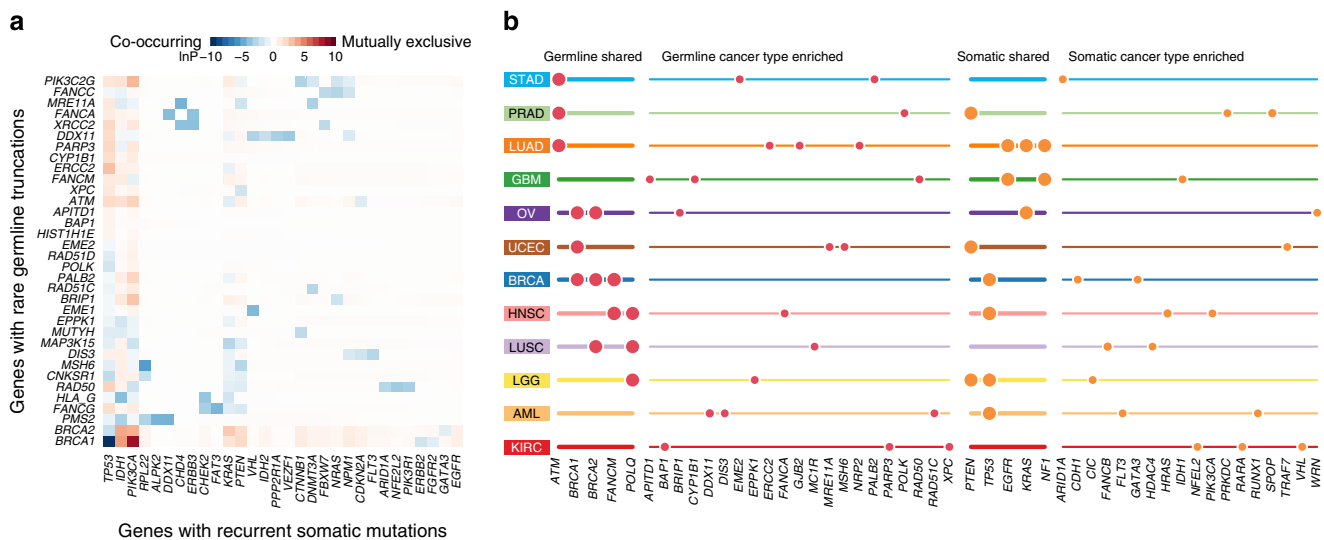 a
Co-occurring
Mutually exclusive
lnP −10 −5 0 5 10
Genes with rare germline truncations
PIK3C2G
FANCC
MRE11A
FANCA
XRCC2
DDX11
PARP3
CYP1B1
ERCC2
FANCM
XPC
ATM
APITD1
BAP1
HIST1H1E
EME2
RAD51D
POLK
PALB2
RAD51C
BRIP1
EME1
EPPK1
MUTYH
MAP3K15
DIS3
MSH6
CNKSR1
RAD50
HLA_G
FANCG
PMS2
BRCA2
BRCA1
TP53
IDH1
PIK3CA
RPL22
ALPK2
DDX11
CHD4
ERBB3
CHEK2
FAT3
KRAS
PTEN
VHL
IDH2
PPP2R1A
VEZF1
CTNNB1
DNMT3A
FBXW7
NRAS
NPM1
CDKN2A
FLT3
ARID1A
NFE2L2
PIK3R1
ERBB2
FGFR2
GATA3
EGFR
Genes with recurrent somatic mutations
b
Germline shared
Germline cancer type enriched
Somatic shared
Somatic cancer type enriched
STAD
PRAD
LUAD
GBM
OV
UCEC
BRCA
HNSC
LUSC
LGG
AML
KIRC
ATM
BRCA1
BRCA2
FANCM
POLQ
APITD1
BAP1
BRIP1
CYP1B1
DDX11
DIS3
EME2
EPPK1
ERCC2
FANCA
GJB2
MC1R
MRE11A
MSH6
NRP2
PALB2
PARP3
POLK
RAD50
RAD51C
XPC
PTEN
TP53
EGFR
KRAS
NF1
ARID1A
CDH1
CIC
FANCB
FLT3
GATA3
HDAC4
HRAS
IDH1
NFEL2
PIK3CA
PRKDC
RARA
RUNX1
SPOP
TRAF7
VHL
WRN